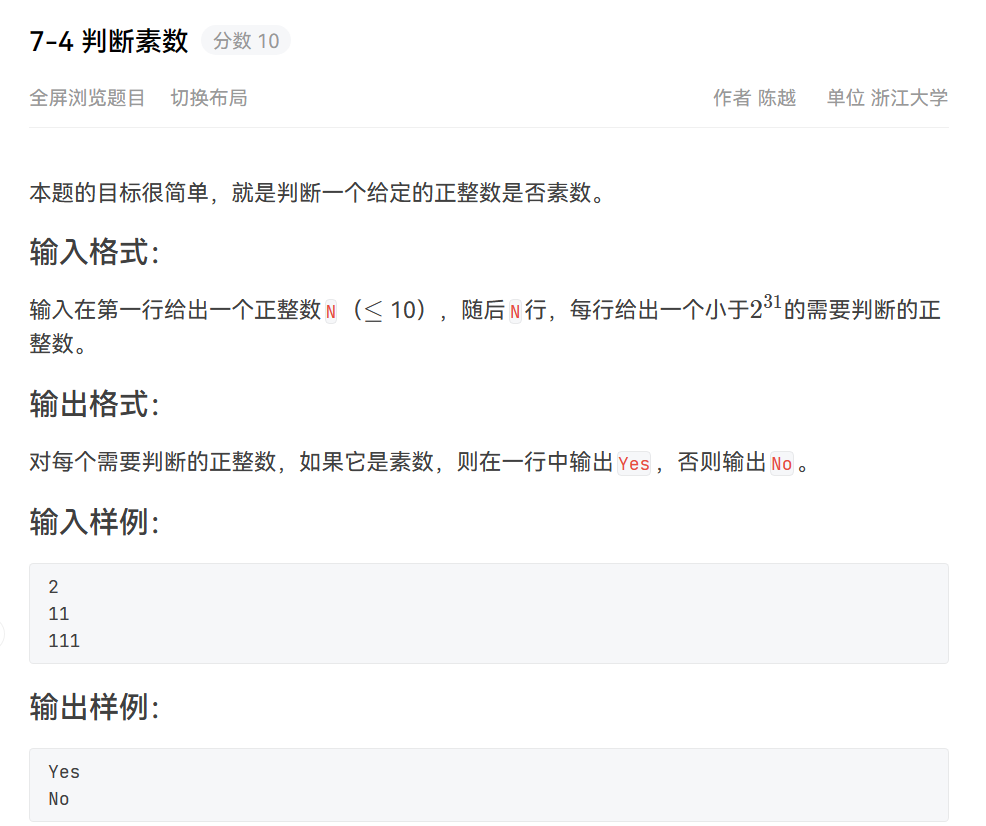 7-4 判断素数 分数 10
全屏浏览题目 切换布局 作者 陈越 单位 浙江大学
本题的目标很简单，就是判断一个给定的正整数是否素数。
输入格式：
输入在第一行给出一个正整数N（≤ 10），随后N行，每行给出一个小于2³¹的需要判断的正
整数。
输出格式：
对每个需要判断的正整数，如果它是素数，则在一行中输出Yes，否则输出No。
输入样例：
2
11
111
输出样例：
Yes
No